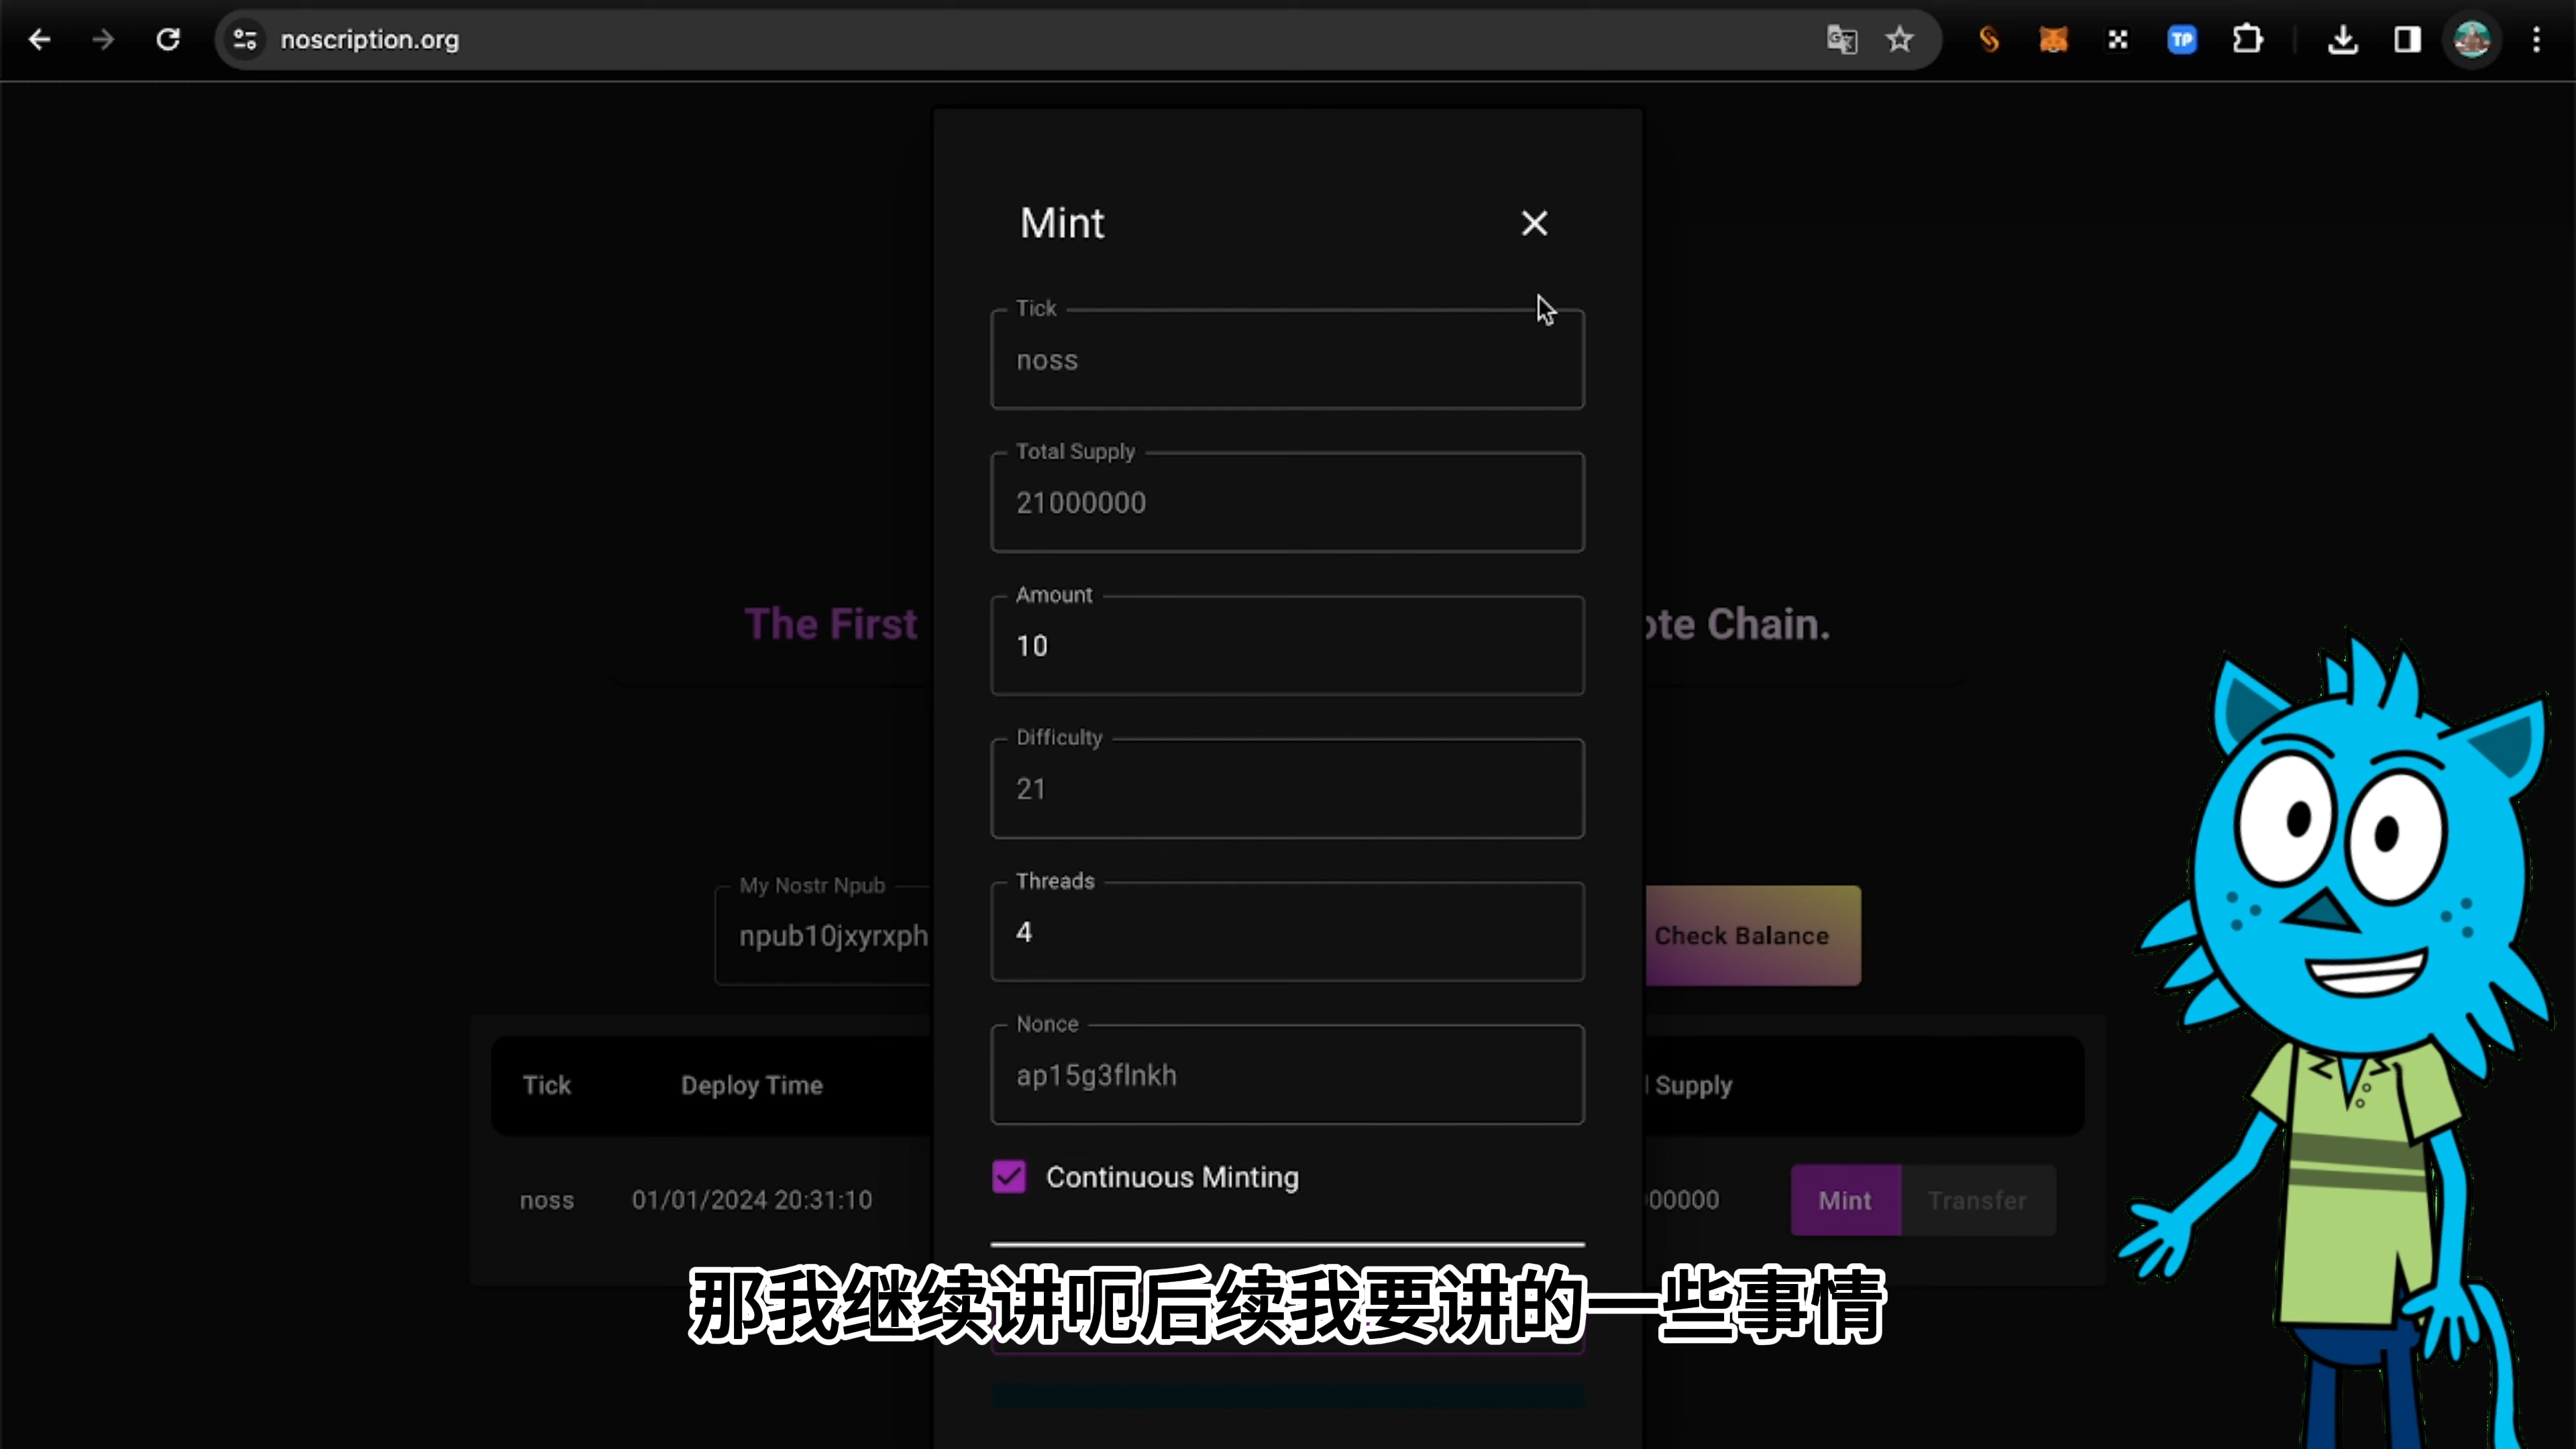 noscription.org
TP
Mint
Tick
noss
Total Supply
21000000
Amount
10
The First
Chain.
Difficulty
21
Threads
4
My Nostr Npub
npub10jxyrxph
Check Balance
Nonce
ap15g3flnkh
Tick Deploy Time Supply
Continuous Minting
noss 01/01/2024 20:31:10 000000 Mint Transfer
那我继续讲呃后续我要讲的一些事情